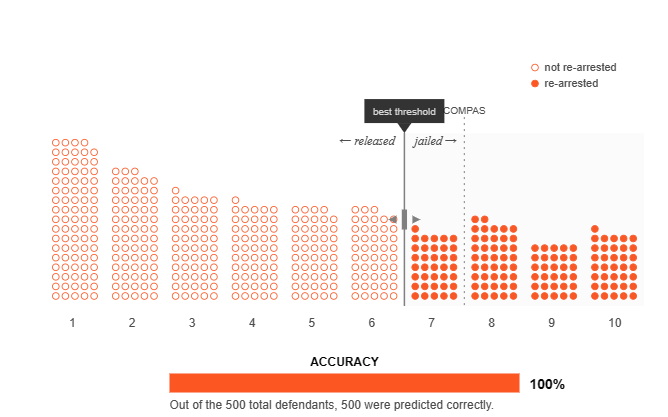 not re-arrested
re-arrested
best threshold COMPAS
← released jailed →
1 2 3 4 5 6 7 8 9 10
ACCURACY
100%
Out of the 500 total defendants, 500 were predicted correctly.